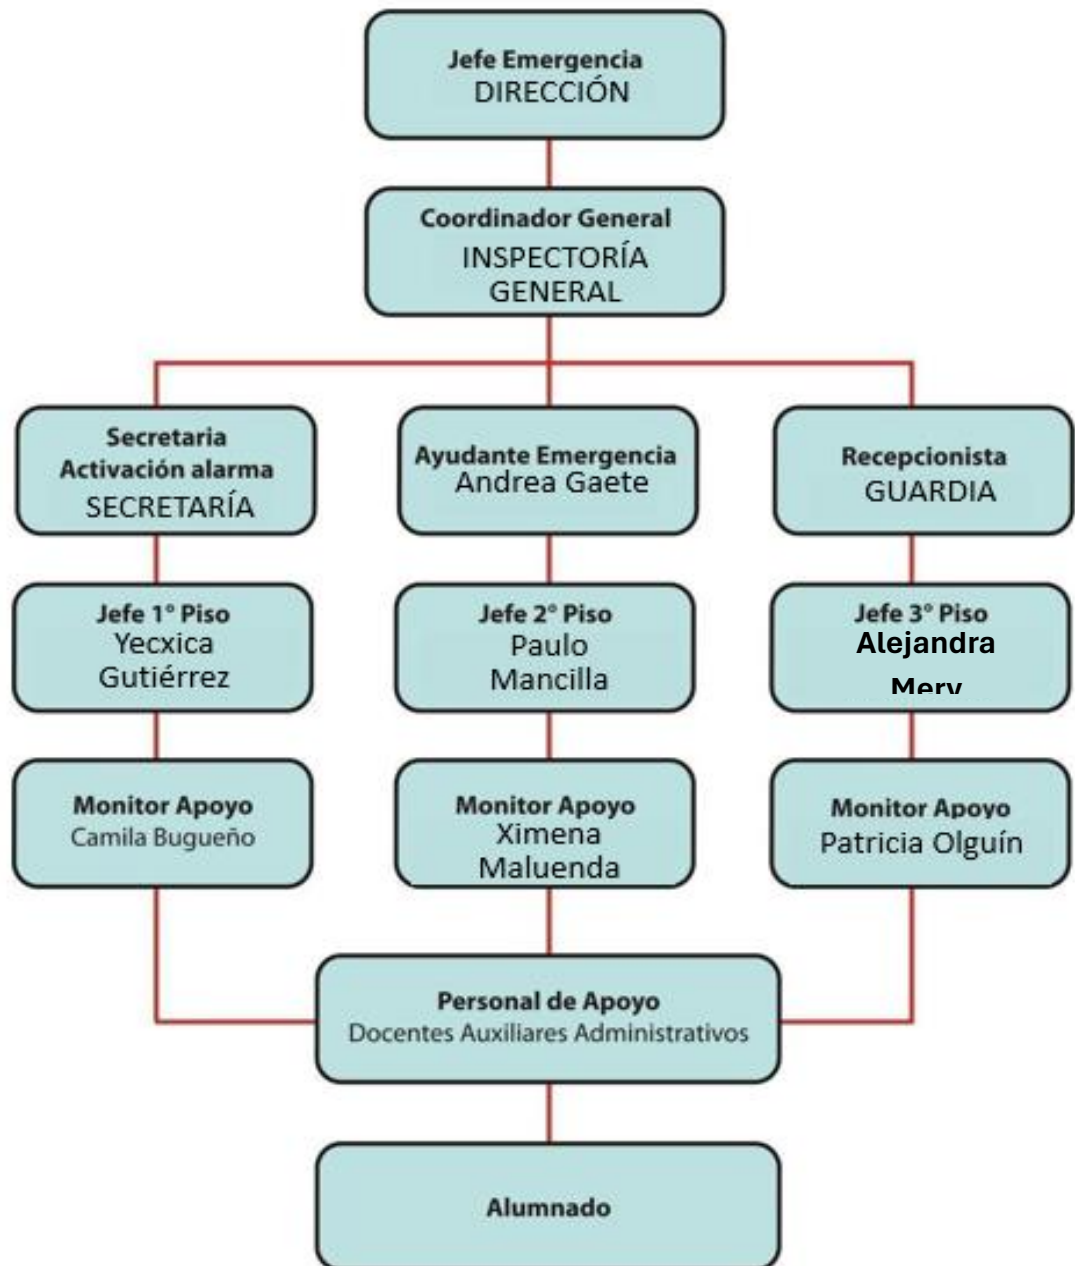 Jefe Emergencia
DIRECCIÓN
Coordinador General
INSPECTORÍA
GENERAL
Secretaria
Activación alarma
SECRETARÍA
Ayudante Emergencia
Andrea Gaete
Recepcionista
GUARDIA
Jefe 1° Piso
Yecxica
Gutiérrez
Jefe 2° Piso
Paulo
Mancilla
Jefe 3° Piso
Alejandra
Monitor Apoyo
Camila Bugueño
Monitor Apoyo
Ximena
Maluenda
Monitor Apoyo
Patricia Olguín
Personal de Apoyo
Docentes Auxiliares Administrativos
Alumnado